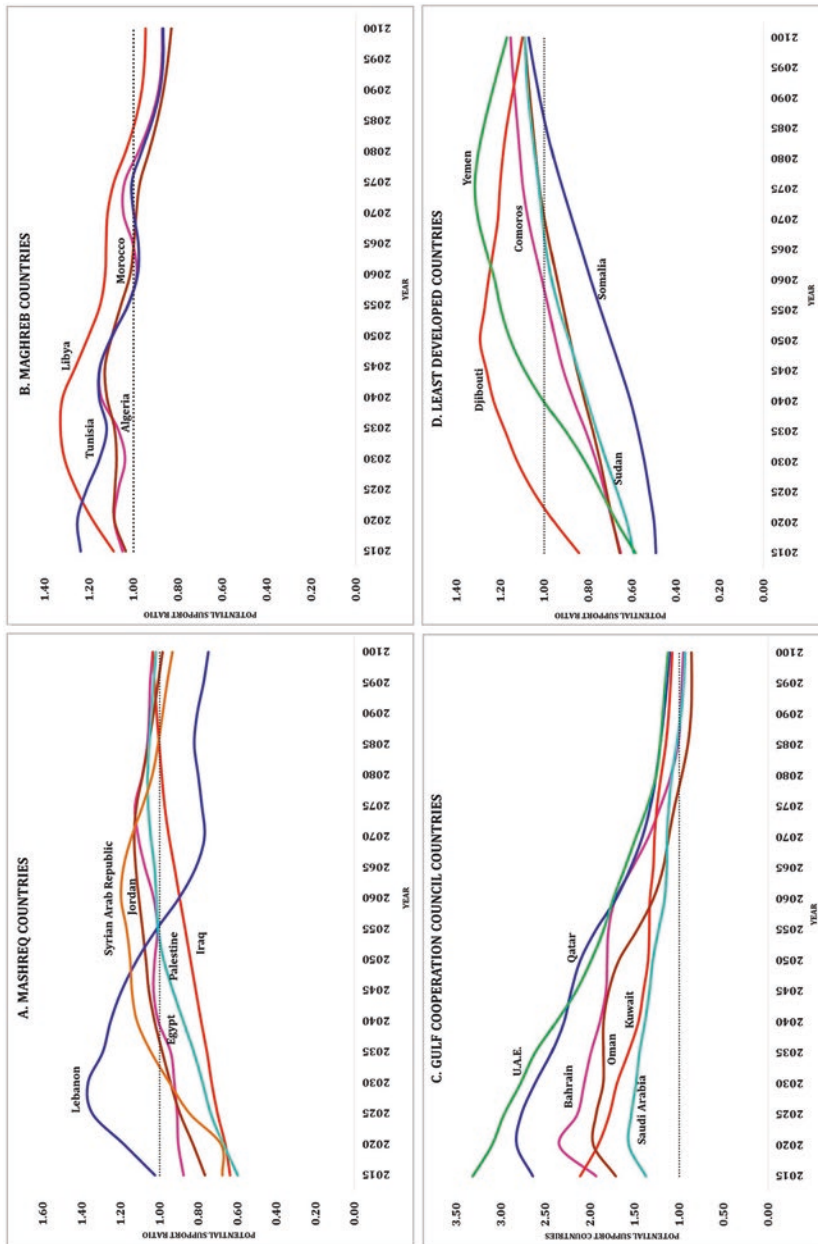 A. MASHREQ COUNTRIES
POTENTIAL SUPPORT RATIO
1.60
1.40
1.20
1.00
0.80
0.60
0.40
0.20
0.00
Lebanon
Syrian Arab Republic
Jordan
Egypt
Palestine
Iraq
2015 2020 2025 2030 2035 2040 2045 2050 2055 2060 2065 2070 2075 2080 2085 2090 2095 2100
YEAR
B. MAGHREB COUNTRIES
POTENTIAL SUPPORT RATIO
1.40
1.20
1.00
0.80
0.60
0.40
0.20
0.00
Libya
Tunisia
Algeria
Morocco
2015 2020 2025 2030 2035 2040 2045 2050 2055 2060 2065 2070 2075 2080 2085 2090 2095 2100
YEAR
C. GULF COOPERATION COUNCIL COUNTRIES
POTENTIAL SUPPORT COUNTRIES
3.50
3.00
2.50
2.00
1.50
1.00
0.50
0.00
U.A.E.
Qatar
Bahrain
Oman
Kuwait
Saudi Arabia
2015 2020 2025 2030 2035 2040 2045 2050 2055 2060 2065 2070 2075 2080 2085 2090 2095 2100
YEAR
D. LEAST DEVELOPED COUNTRIES
POTENTIAL SUPPORT RATIO
1.40
1.20
1.00
0.80
0.60
0.40
0.20
0.00
Yemen
Djibouti
Comoros
Sudan
Somalia
2015 2020 2025 2030 2035 2040 2045 2050 2055 2060 2065 2070 2075 2080 2085 2090 2095 2100
YEAR